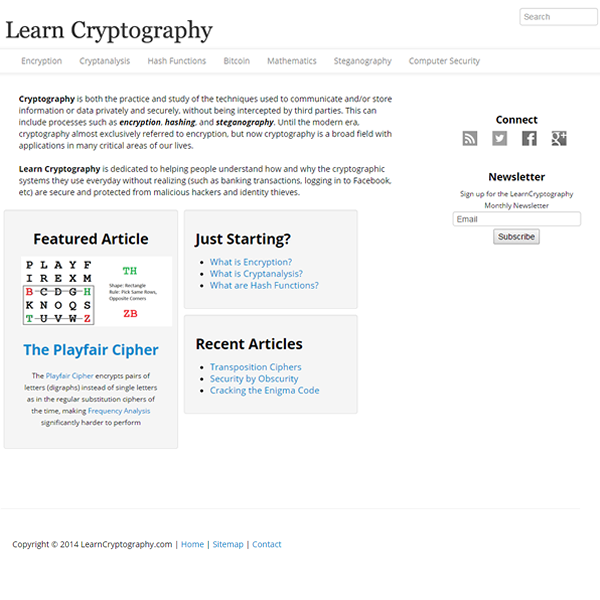 Search
Learn Cryptography
Encryption Cryptanalysis Hash Functions Bitcoin Mathematics Steganography Computer Security
Cryptography is both the practice and study of the techniques used to communicate and/or store
information or data privately and securely, without being intercepted by third parties. This can
include processes such as encryption, hashing, and steganography. Until the modern era,
cryptography almost exclusively referred to encryption, but now cryptography is a broad field with
applications in many critical areas of our lives.
Learn Cryptography is dedicated to helping people understand how and why the cryptographic
systems they use everyday without realizing (such as banking transactions, logging in to Facebook,
etc) are secure and protected from malicious hackers and identity thieves.
Connect
Newsletter
Sign up for the LearnCryptography
Monthly Newsletter
Email
Subscribe
Featured Article
P L A Y F
I R E X M
B C D G H
K N O Q S
T U V W Z
TH
Shape: Rectangle
Rule: Pick Same Rows,
Opposite Corners
ZB
The Playfair Cipher
The Playfair Cipher encrypts pairs of
letters (digraphs) instead of single letters
as in the regular substitution ciphers of
the time, making Frequency Analysis
significantly harder to perform
Just Starting?
What is Encryption?
What is Cryptanalysis?
What are Hash Functions?
Recent Articles
Transposition Ciphers
Security by Obscurity
Cracking the Enigma Code
Copyright © 2014 LearnCryptography.com | Home | Sitemap | Contact